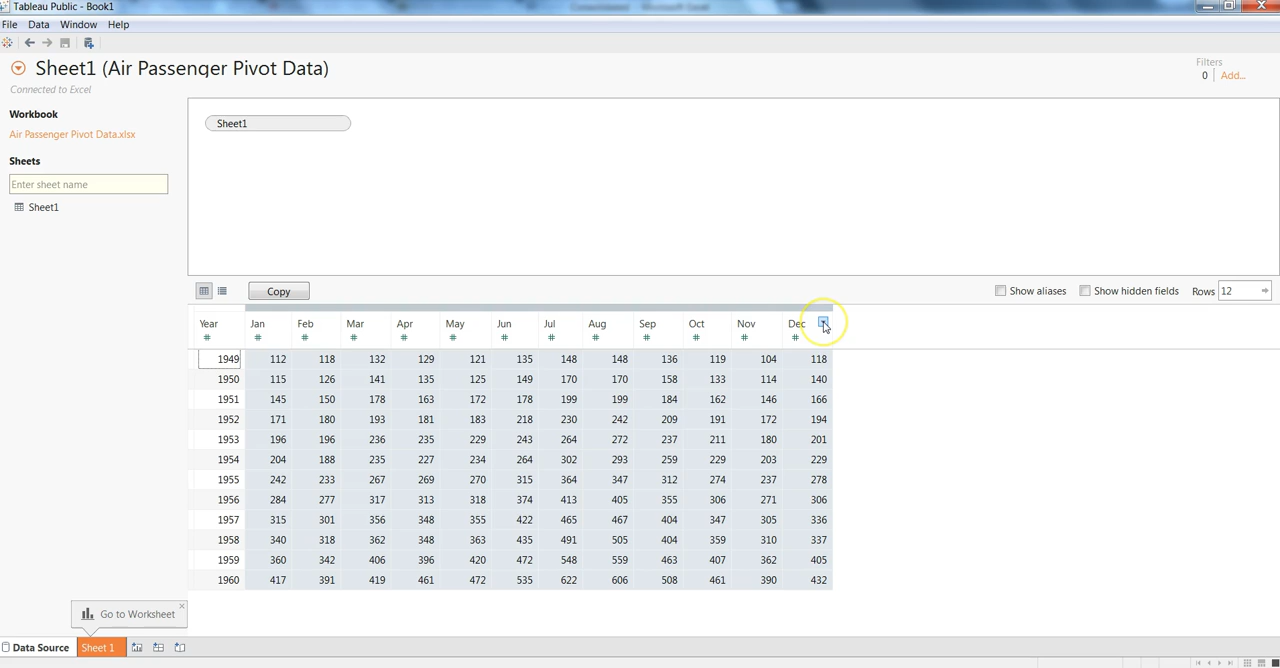 Tableau Public - Book1
Consolidated - Microsoft Excel
File Data Window Help
Sheet1 (Air Passenger Pivot Data)
Connected to Excel
Filters
0 Add...
Workbook
Air Passenger Pivot Data.xlsx
Sheets
Enter sheet name
Sheet1
Sheet1
Copy
Show aliases Show hidden fields Rows 12
Year Jan Feb Mar Apr May Jun Jul Aug Sep Oct Nov Dec
# # # # # # # # # # # # #
1949 112 118 132 129 121 135 148 148 136 119 104 118
1950 115 126 141 135 125 149 170 170 158 133 114 140
1951 145 150 178 163 172 178 199 199 184 162 146 166
1952 171 180 193 181 183 218 230 242 209 191 172 194
1953 196 196 236 235 229 243 264 272 237 211 180 201
1954 204 188 235 227 234 264 302 293 259 229 203 229
1955 242 233 267 269 270 315 364 347 312 274 237 278
1956 284 277 317 313 318 374 413 405 355 306 271 306
1957 315 301 356 348 355 422 465 467 404 347 305 336
1958 340 318 362 348 363 435 491 505 404 359 310 337
1959 360 342 406 396 420 472 548 559 463 407 362 405
1960 417 391 419 461 472 535 622 606 508 461 390 432
Go to Worksheet
Data Source Sheet 1